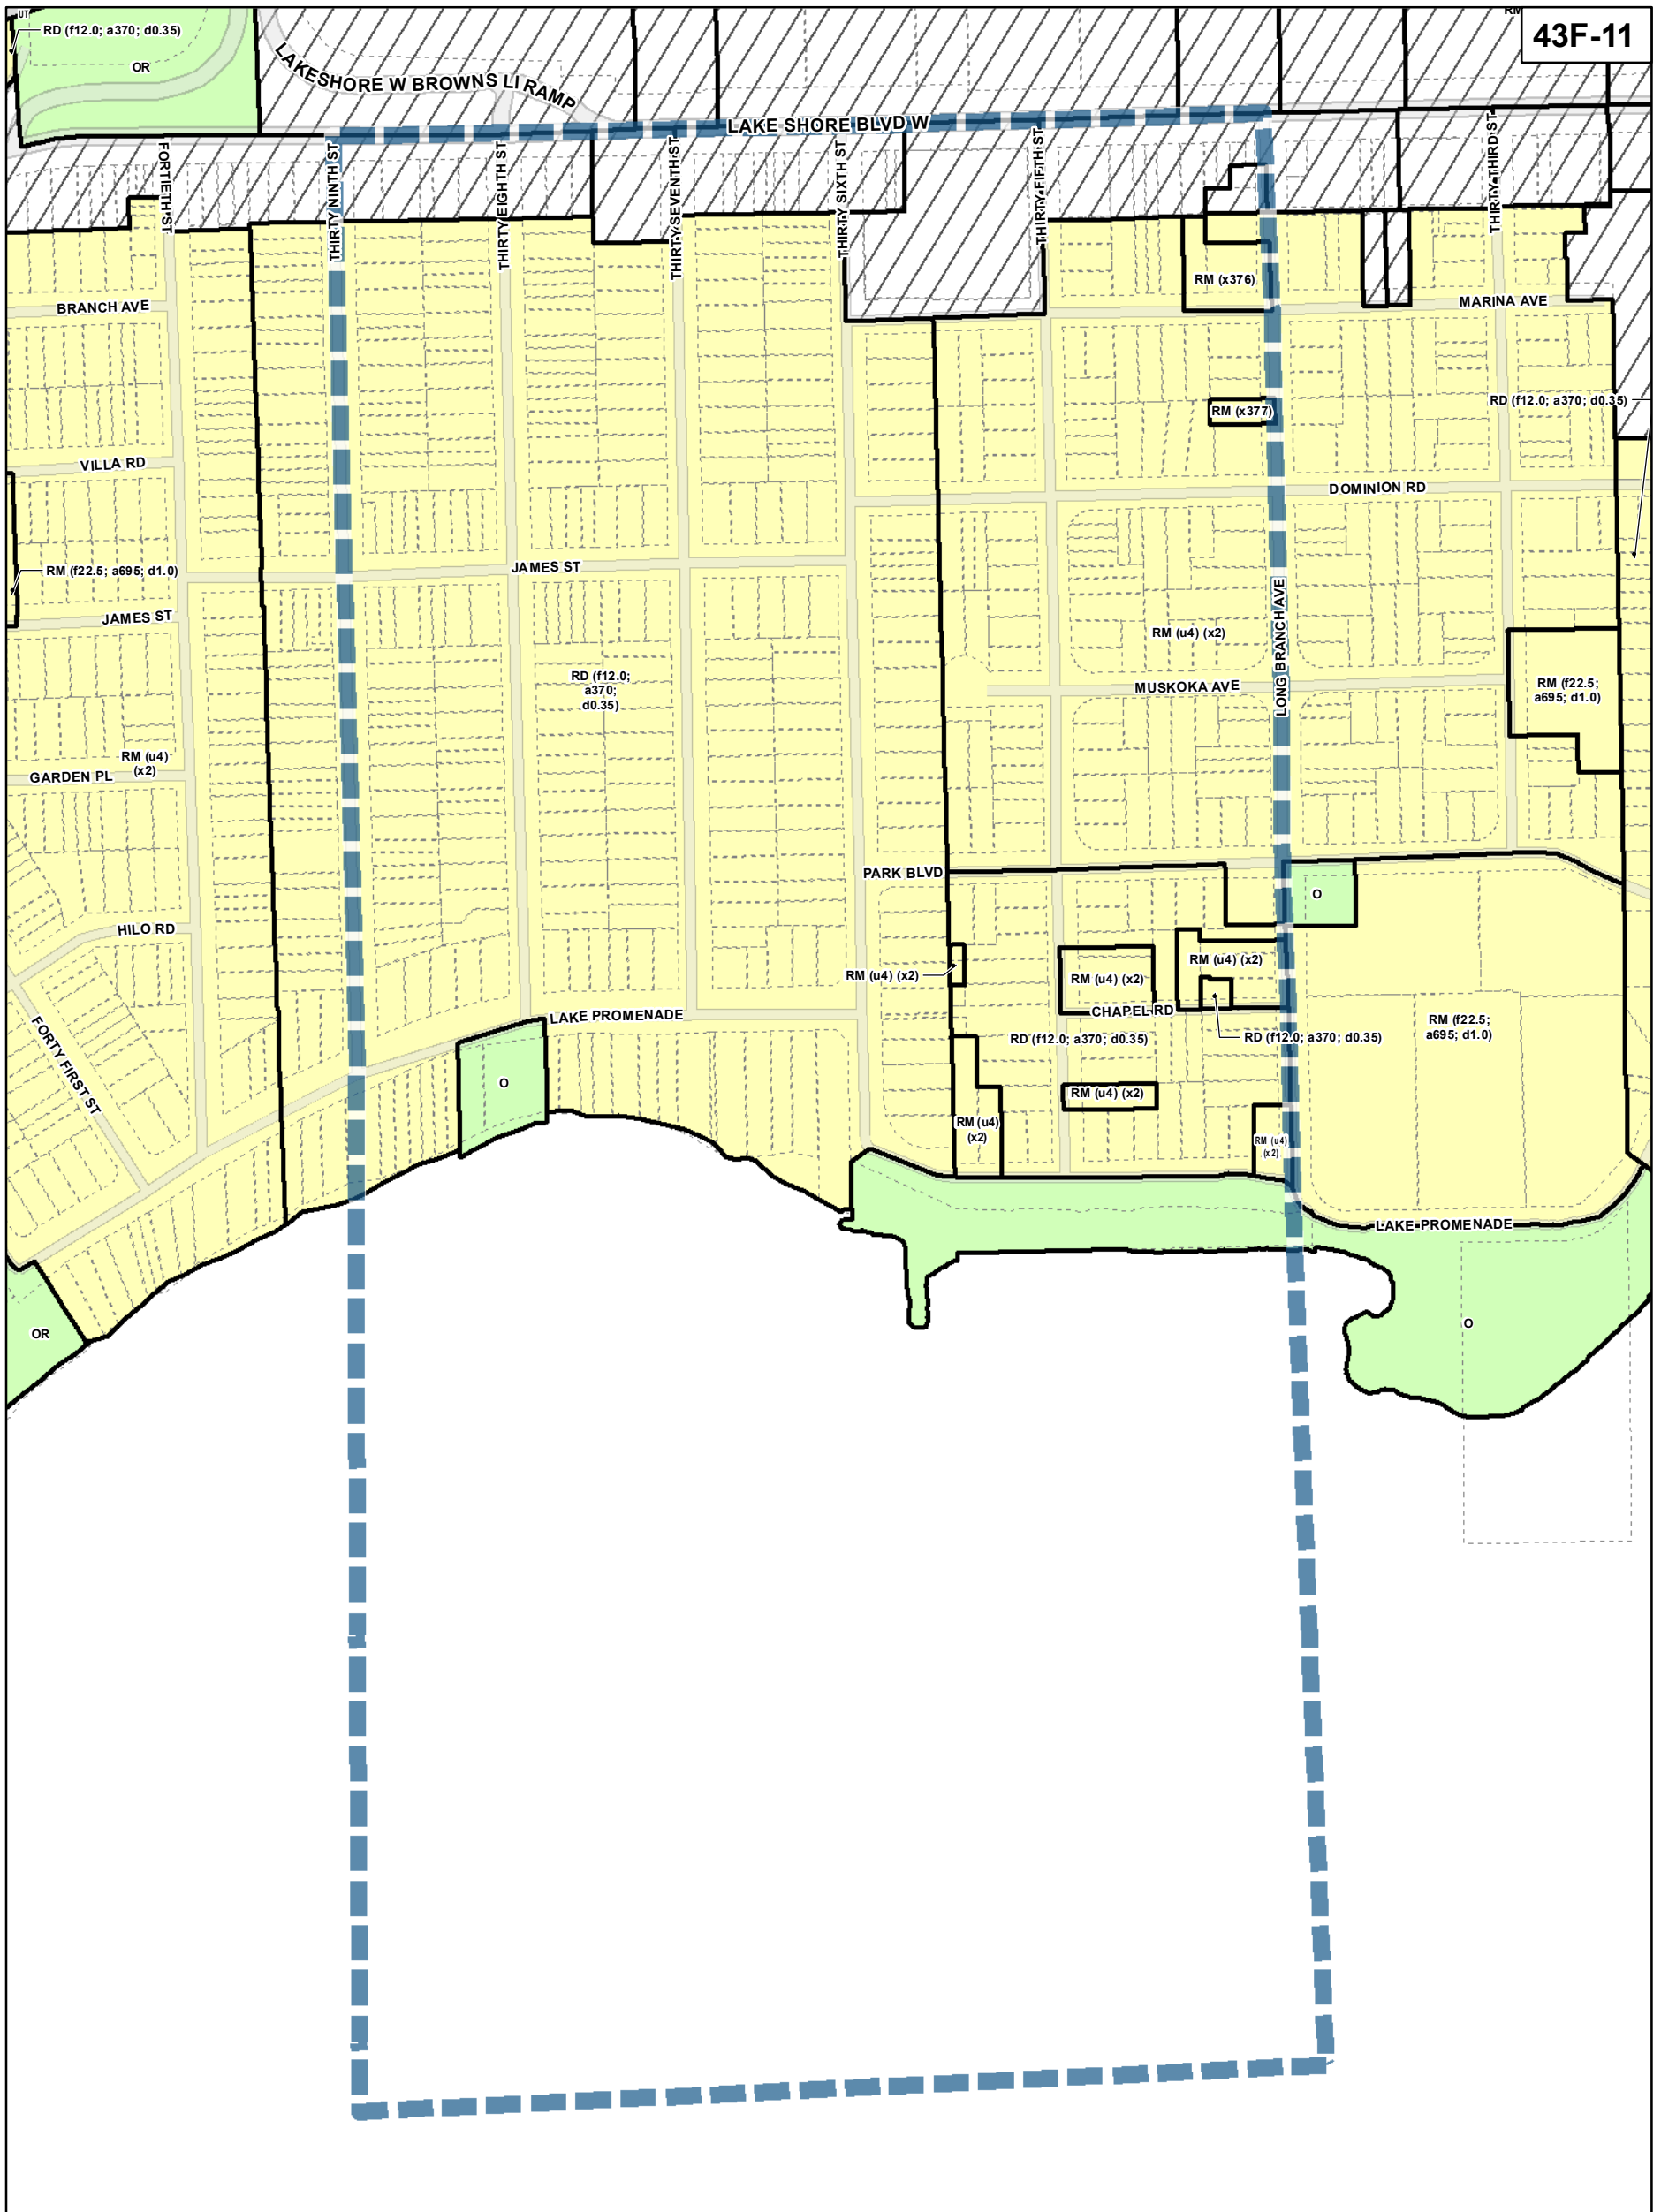 UT
RD (f12.0; a370; d0.35)
OR
LAKESHORE W BROWNS LI RAMP
RM
43F-11
LAKE SHORE BLVD W
FORTIETH ST
THIRTY NINTH ST
THIRTY EIGHTH ST
THIRTY SEVENTH ST
THIRTY SIXTH ST
THIRTY FIFTH ST
THIRTY THIRD ST
RM (x376)
BRANCH AVE
MARINA AVE
RD (f12.0; a370; d0.35)
RM (x377)
VILLA RD
DOMINION RD
JAMES ST
RM (f22.5; a695; d1.0)
JAMES ST
LONG BRANCH AVE
RM (u4) (x2)
RD (f12.0;
a370;
d0.35)
MUSKOKA AVE
RM (f22.5;
a695; d1.0)
RM (u4)
(x2)
GARDEN PL
PARK BLVD
O
HILO RD
RM (u4) (x2)
RM (u4) (x2)
RM (u4) (x2)
CHAPEL RD
LAKE PROMENADE
RM (f22.5;
a695; d1.0)
RD (f12.0; a370; d0.35)
RD (f12.0; a370; d0.35)
FORTY FIRST ST
O
RM (u4) (x2)
RM (u4)
(x2)
RM (u4)
(x2)
LAKE PROMENADE
OR
O